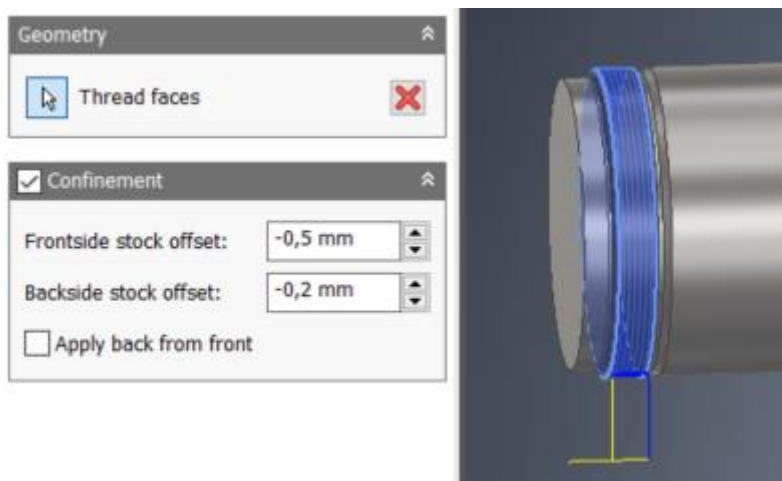 Geometry
Thread faces
Confinement
Frontside stock offset: -0,5 mm
Backside stock offset: -0,2 mm
Apply back from front